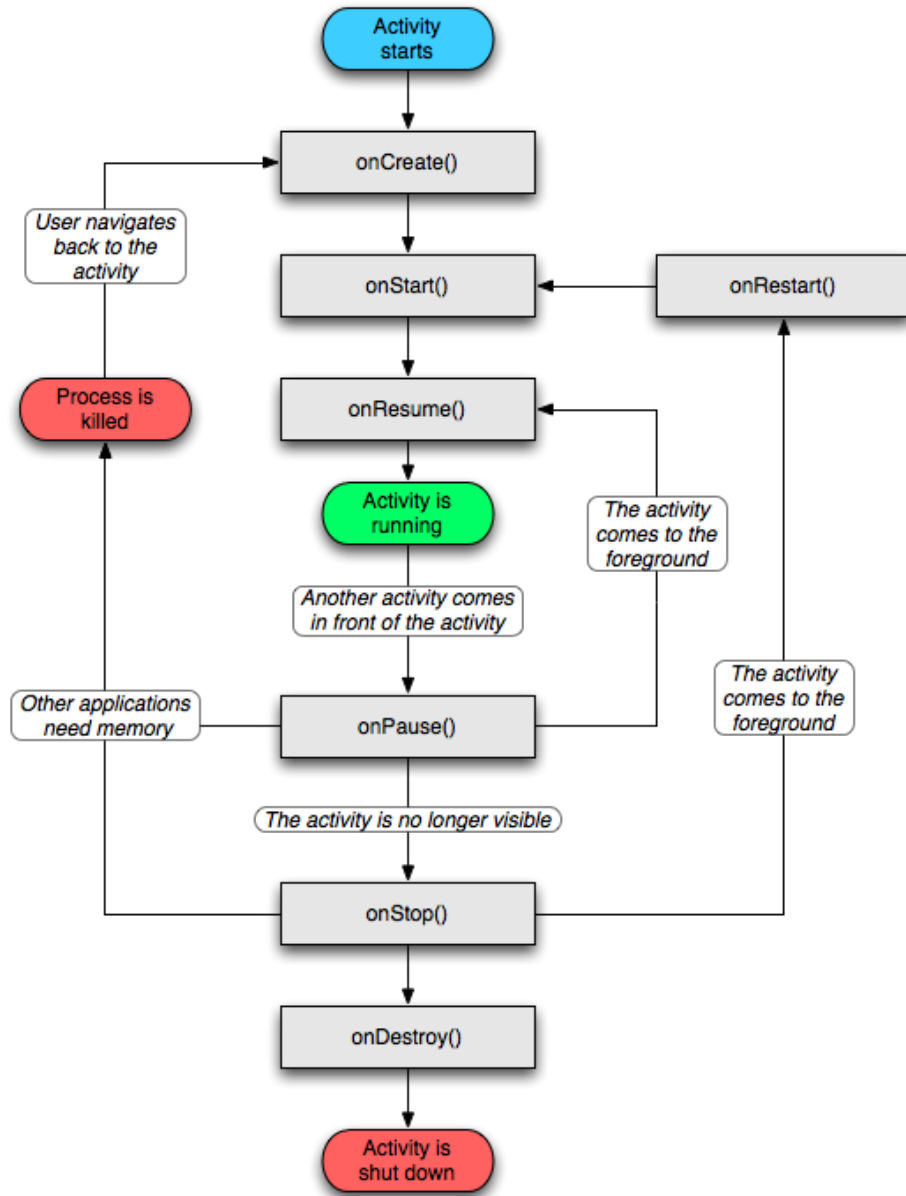 Activity
starts
onCreate()
User navigates
back to the
activity
onStart()
onRestart()
Process is
killed
onResume()
Activity is
running
The activity
comes to the
foreground
Another activity comes
in front of the activity
The activity
comes to the
foreground
Other applications
need memory
onPause()
The activity is no longer visible
onStop()
onDestroy()
Activity is
shut down